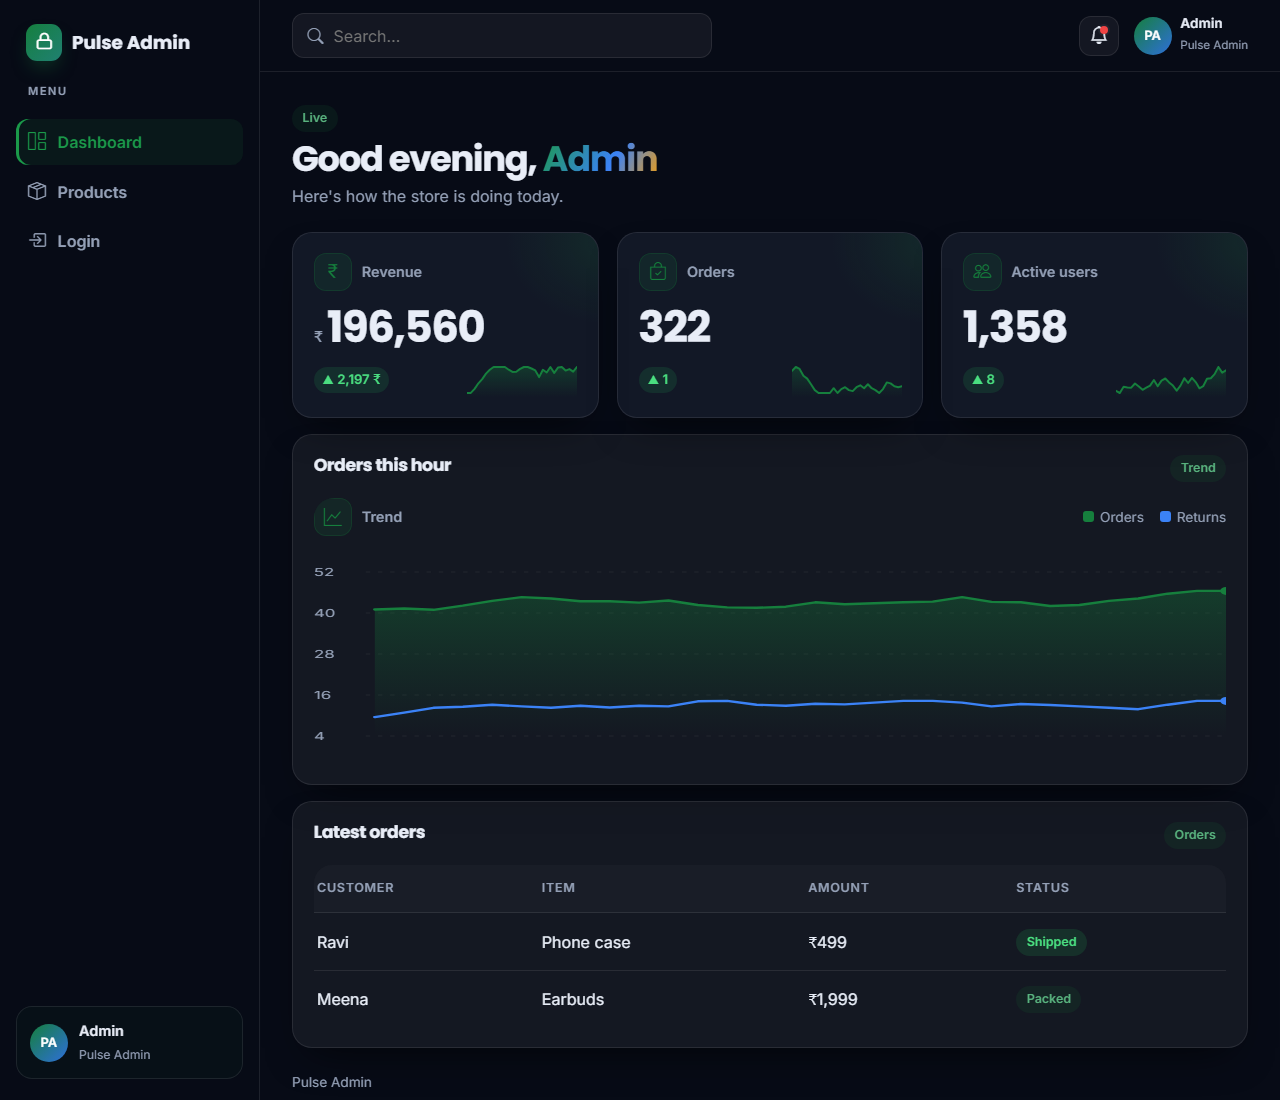 Pulse Admin
MENU
Dashboard
Products
Login
PA
Admin
Pulse Admin
Search...
PA
Admin
Pulse Admin
Live
Good evening, Admin
Here's how the store is doing today.
₹
Revenue
₹ 196,560
▲ 2,197 ₹
Orders
322
▲ 1
Active users
1,358
▲ 8
Orders this hour
Trend
Trend
Orders
Returns
52
40
28
16
4
Latest orders
Orders
CUSTOMER ITEM AMOUNT STATUS
Ravi Phone case ₹499 Shipped
Meena Earbuds ₹1,999 Packed
Pulse Admin